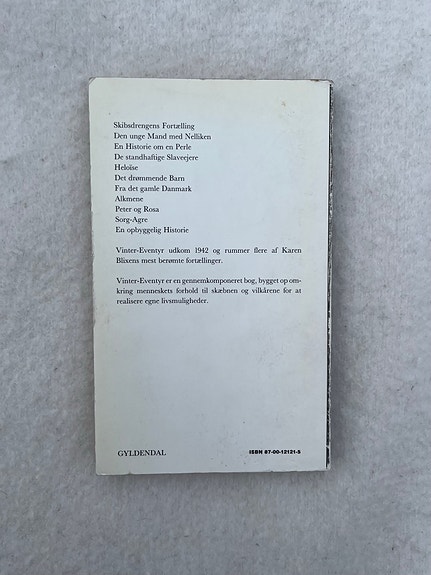 Skibsdrengens Fortælling
Den unge Mand med Nelliken
En Historie om en Perle
De standhaftige Slaveejere
Heloïse
Det drømmende Barn
Fra det gamle Danmark
Alkmene
Peter og Rosa
Sorg-Agre
En opbyggelig Historie
Vinter-Eventyr udkom 1942 og rummer flere af Karen
Blixens mest berømte fortællinger.
Vinter-Eventyr er en gennemkomponeret bog, bygget op om-
kring menneskets forhold til skæbnen og vilkårene for at
realisere egne livsmuligheder.
GYLDENDAL
ISBN 87-00-12121-5